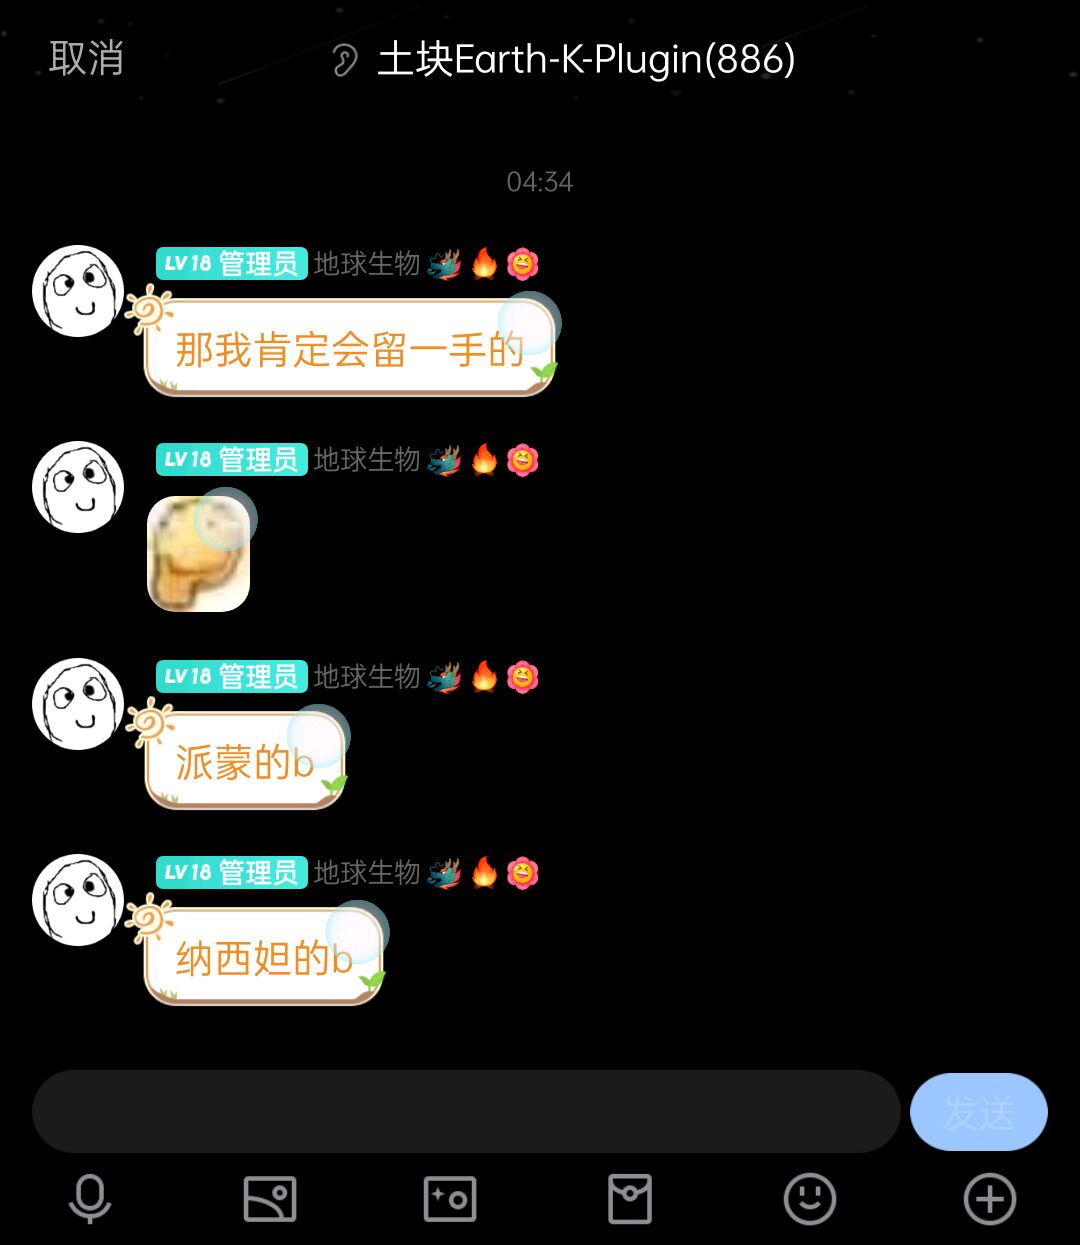 取消
土块Earth-K-Plugin(886)
04:34
LV18 管理员 地球生物🐲🔥
那我肯定会留一手的
LV18 管理员 地球生物🐲🔥
LV18 管理员 地球生物🐲🔥
派蒙的b
LV18 管理员 地球生物🐲🔥
纳西妲的b
发送